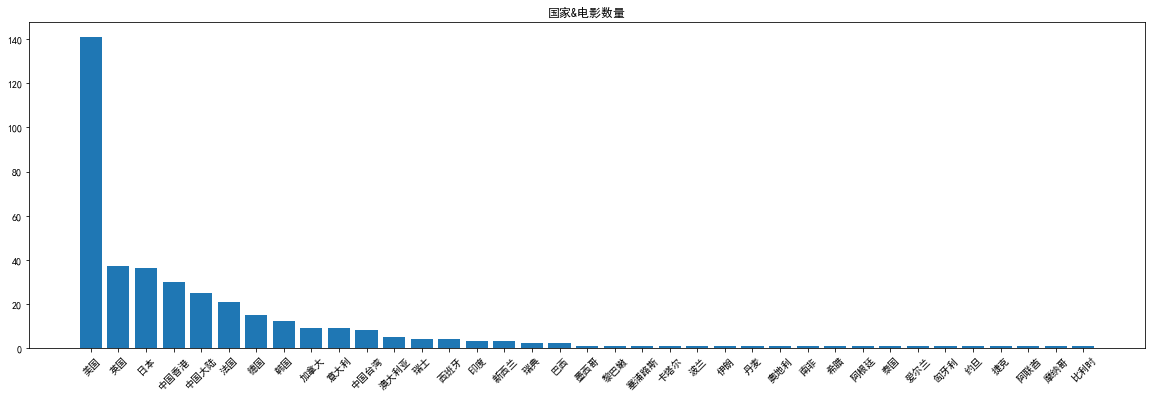 国家&电影数量
140
120
100
80
60
40
20
0
美国
英国
日本
中国香港
中国大陆
法国
德国
韩国
加拿大
意大利
中国台湾
澳大利亚
瑞士
西班牙
印度
新西兰
瑞典
巴西
墨西哥
黎巴嫩
塞浦路斯
卡塔尔
波兰
伊朗
丹麦
奥地利
南非
希腊
阿根廷
泰国
爱尔兰
匈牙利
约旦
捷克
阿联酋
摩纳哥
比利时